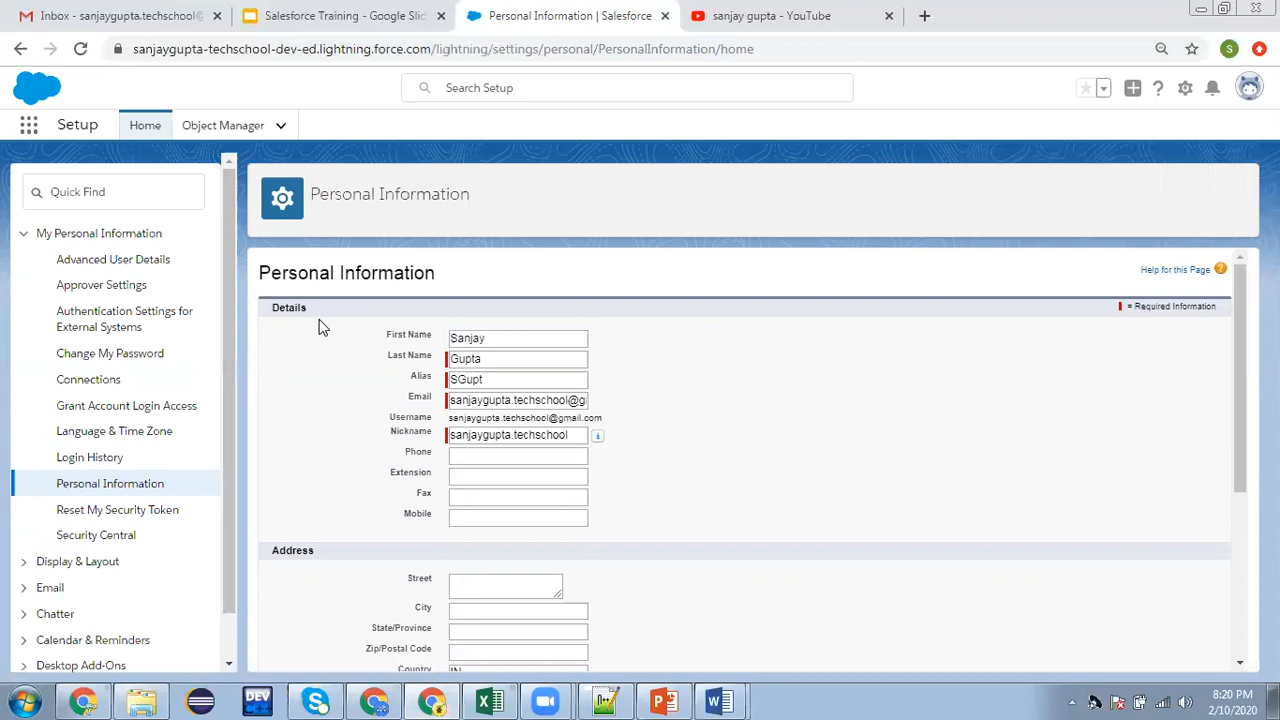 Inbox - sanjaygupta.techschool@
Salesforce Training - Google Slid
Personal Information | Salesforce
sanjay gupta - YouTube
sanjaygupta-techschool-dev-ed.lightning.force.com/lightning/settings/personal/PersonalInformation/home
S
Search Setup
Setup
Home
Object Manager
Quick Find
My Personal Information
Advanced User Details
Approver Settings
Authentication Settings for
External Systems
Change My Password
Connections
Grant Account Login Access
Language & Time Zone
Login History
Personal Information
Reset My Security Token
Security Central
Display & Layout
Email
Chatter
Calendar & Reminders
Desktop Add-Ons
Personal Information
Personal Information
Help for this Page
Details
= Required Information
First Name Sanjay
Last Name Gupta
Alias SGupt
Email sanjaygupta.techschool@g
Username sanjaygupta.techschool@gmail.com
Nickname sanjaygupta.techschool
Phone
Extension
Fax
Mobile
Address
Street
City
State/Province
Zip/Postal Code
Country IN
DEV
8:20 PM
2/10/2020